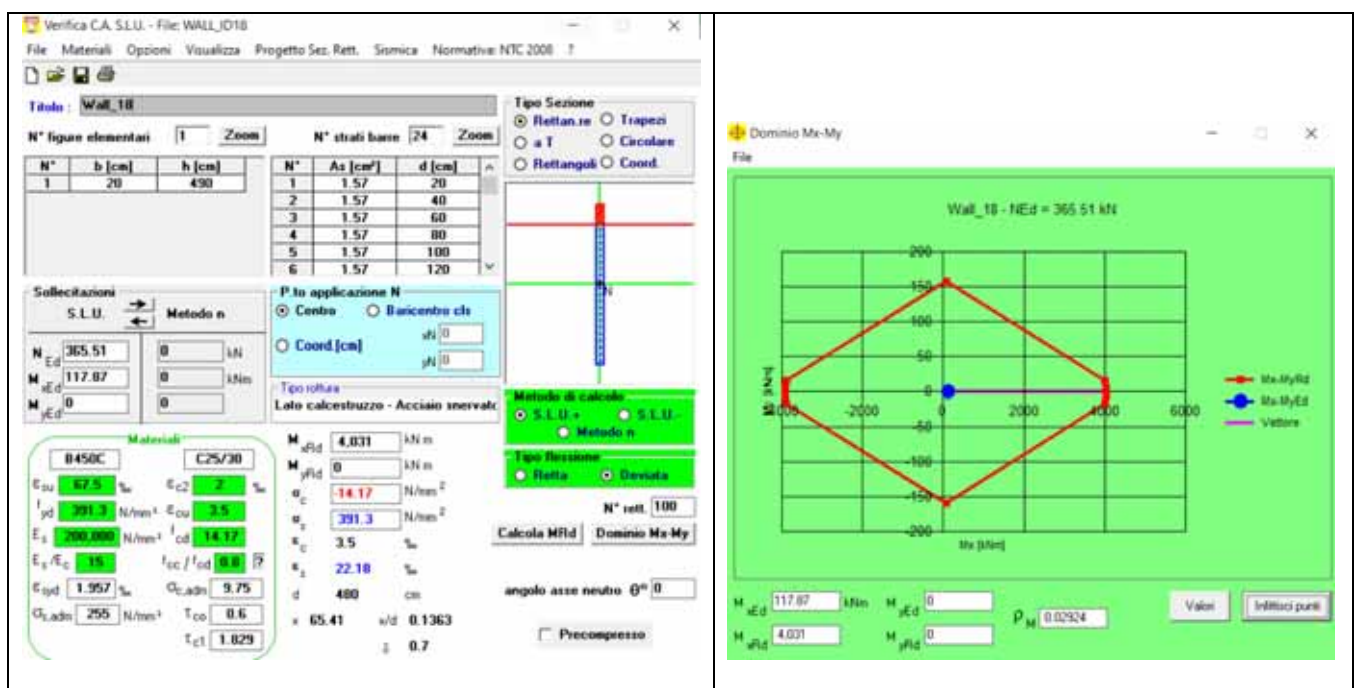 Verifica C.A. S.L.U. - File: WALL_ID18
File Materiali Opzioni Visualizza Progetto Sez. Rett. Sismica Normativa: NTC 2008 ?
Titolo : Wall_18
N° figure elementari 1 Zoom
N° strati barre 24 Zoom
N° b [cm] h [cm]
1 20 490
N° As [cm²] d [cm]
1 1.57 20
2 1.57 40
3 1.57 60
4 1.57 80
5 1.57 100
6 1.57 120
Tipo Sezione
Rettan.re Trapezi
a T Circolare
Rettangoli Coord.
N
Sollecitazioni
S.L.U. Metodo n
N Ed 365.51 0 kN
M xEd 117.87 0 kNm
M yEd 0 0
P.to applicazione N
Centro Baricentro cls
Coord.[cm] xN 0
yN 0
Tipo rottura
Lato calcestruzzo - Acciaio snervato
Metodo di calcolo
S.L.U.+ S.L.U.-
Metodo n
Tipo flessione
Retta Deviata
N° rett. 100
Calcola MRd Dominio Mx-My
angolo asse neutro θ° 0
Precompresso
Materiali
B450C C25/30
εsu 67.5 ‰ εc2 2 ‰
fyd 391.3 N/mm² εcu 3.5
Es 200,000 N/mm² fcd 14.17
Es/Ec 15 fcc/fcd 0.8 ?
εsyd 1.957 ‰ σc,adm 9.75
σs,adm 255 N/mm² τco 0.6
τc1 1.829
M xRd 4,031 kN m
M yRd 0 kN m
σc -14.17 N/mm²
σs 391.3 N/mm²
εc 3.5 ‰
εs 22.18 ‰
d 480 cm
x 65.41 x/d 0.1363
δ 0.7
Dominio Mx-My
File
Wall_18 - NEd = 365.51 kN
200
150
100
50
0
-50
-100
-150
-200
-4000 -2000 0 2000 4000 6000
My [kNm]
Mx [kNm]
Mx-MyRd
Mx-MyEd
Vettore
M xEd 117.87 kNm M yEd 0
M xRd 4,031 M yRd 0
ρM 0.02924
Valori Infittisci punti